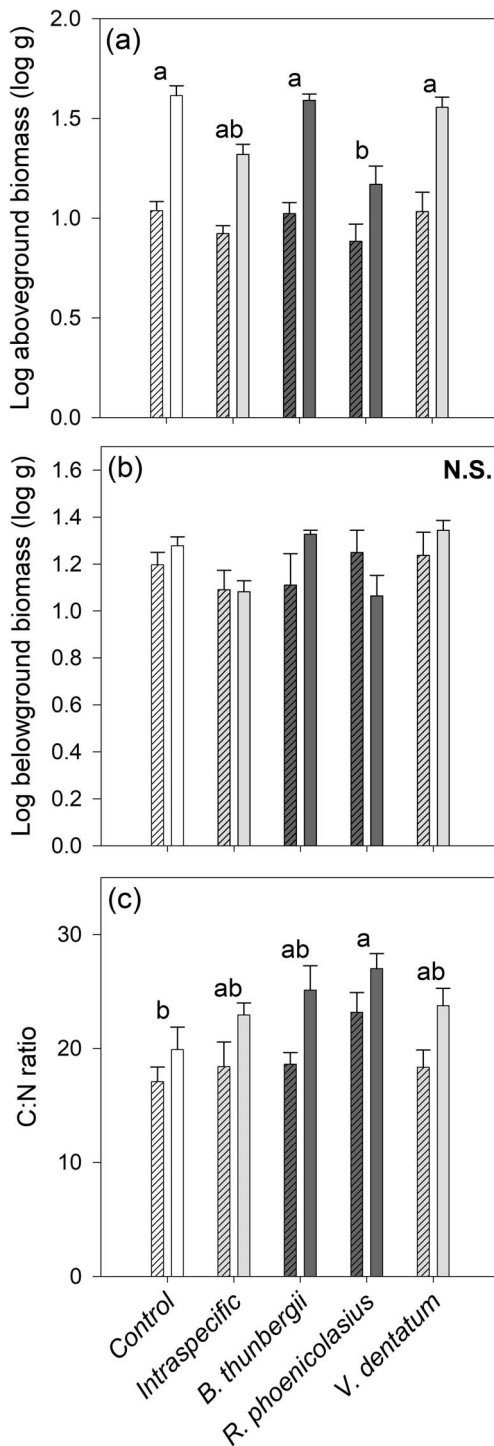 (a)
Log aboveground biomass (log g)
2.0
1.5
1.0
0.5
0.0
a
ab
a
b
a
(b)
N.S.
Log belowground biomass (log g)
1.6
1.4
1.2
1.0
0.8
0.6
0.4
0.2
0.0
(c)
C:N ratio
30
20
10
0
b
ab
ab
a
ab
Control
Intraspecific
B. thunbergii
R. phoenicolasius
V. dentatum